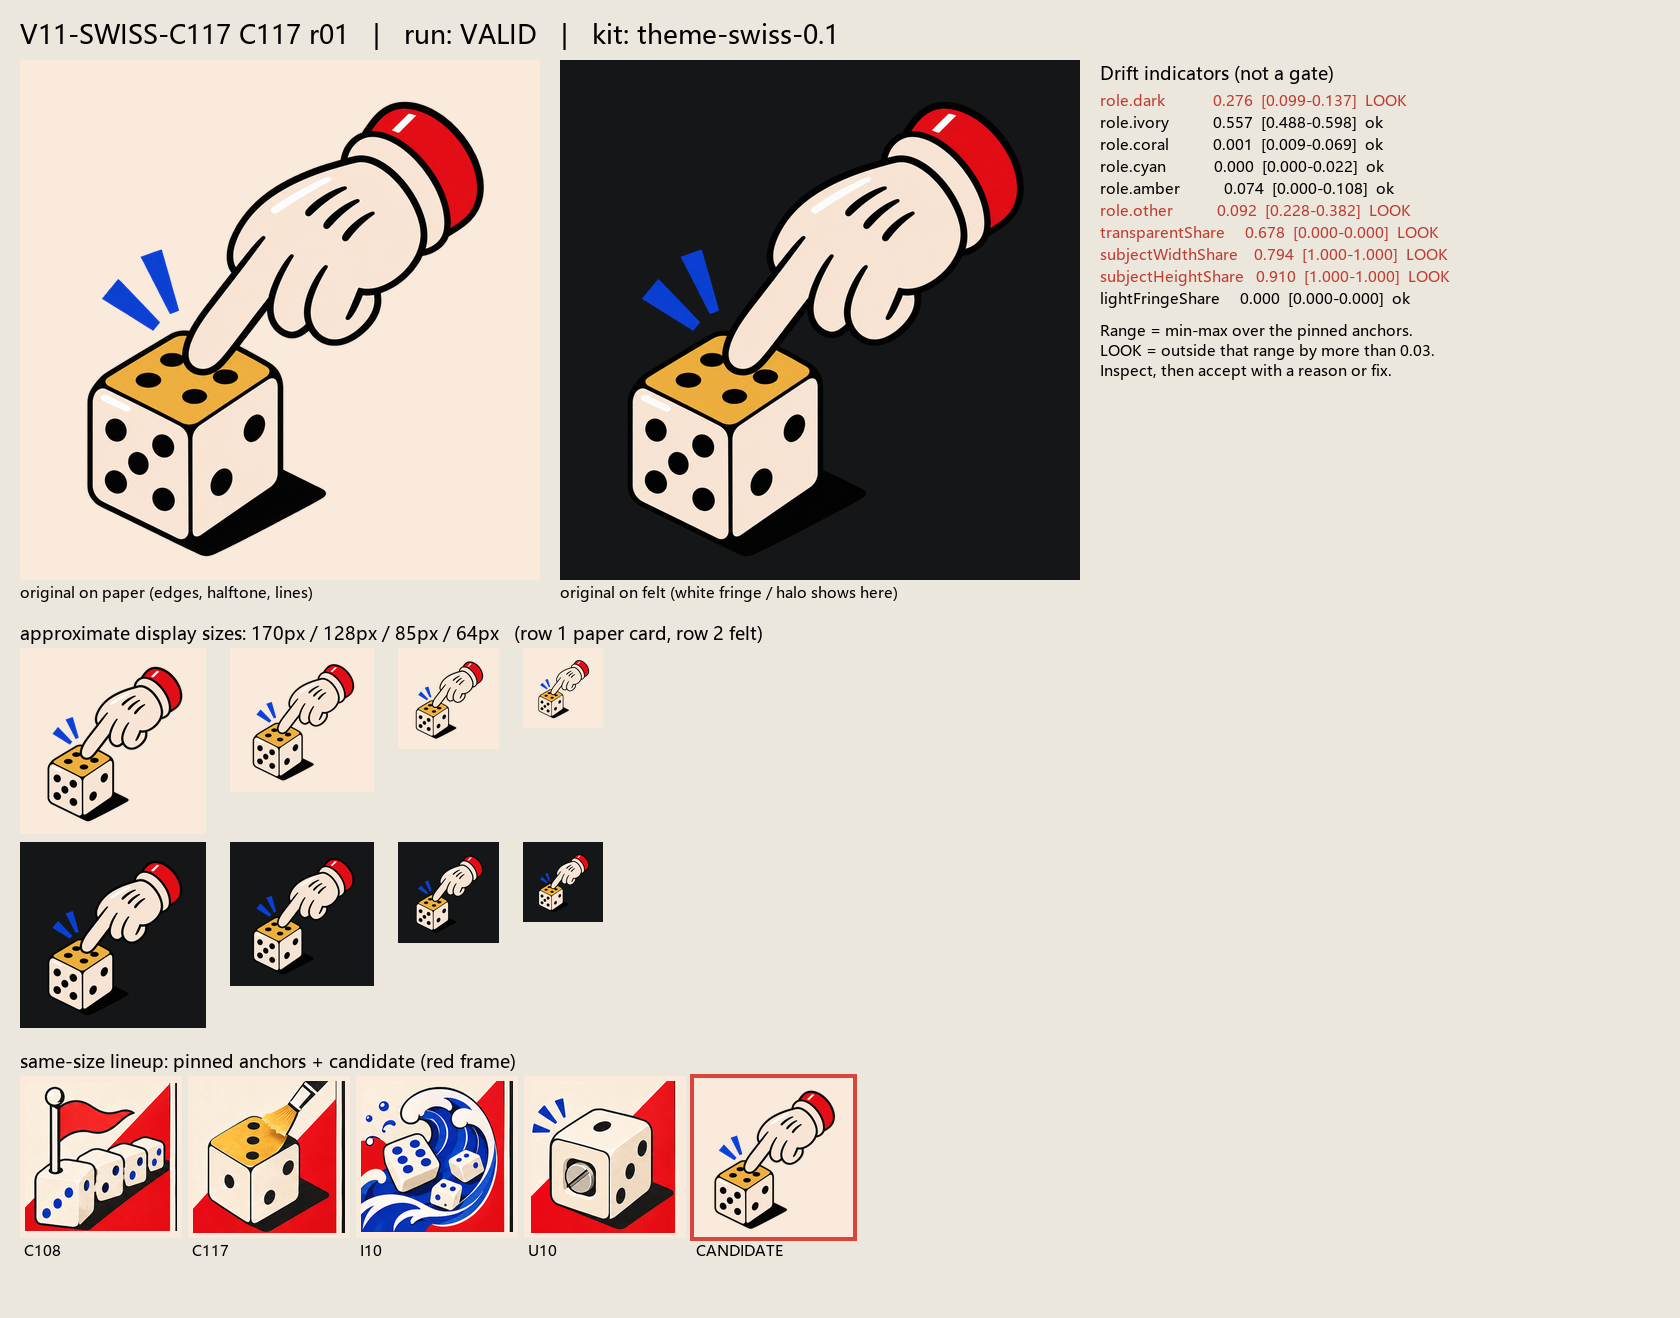 V11-SWISS-C117 C117 r01 | run: VALID | kit: theme-swiss-0.1
Drift indicators (not a gate)
role.dark 0.276 [0.099-0.137] LOOK
role.ivory 0.557 [0.488-0.598] ok
role.coral 0.001 [0.009-0.069] ok
role.cyan 0.000 [0.000-0.022] ok
role.amber 0.074 [0.000-0.108] ok
role.other 0.092 [0.228-0.382] LOOK
transparentShare 0.678 [0.000-0.000] LOOK
subjectWidthShare 0.794 [1.000-1.000] LOOK
subjectHeightShare 0.910 [1.000-1.000] LOOK
lightFringeShare 0.000 [0.000-0.000] ok
Range = min-max over the pinned anchors.
LOOK = outside that range by more than 0.03.
Inspect, then accept with a reason or fix.
original on paper (edges, halftone, lines)
original on felt (white fringe / halo shows here)
approximate display sizes: 170px / 128px / 85px / 64px (row 1 paper card, row 2 felt)
same-size lineup: pinned anchors + candidate (red frame)
C108
C117
I10
U10
CANDIDATE